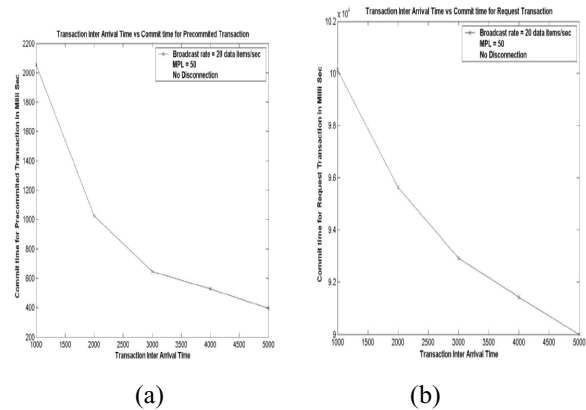 Transaction Inter Arrival Time vs Commit time for Precommited Transaction
Broadcast rate = 20 data items/sec
MPL = 50
No Disconnection
Commit time for Precommited Transaction in Milli Sec
2200
2000
1800
1600
1400
1200
1000
800
600
400
200
1000 1500 2000 2500 3000 3500 4000 4500 5000
Transaction Inter Arrival Time
(a)
Transaction Inter Arrival Time vs Commit time for Request Transaction
x 10⁴
Broadcast rate = 20 data items/sec
MPL = 50
No Disconnection
Commit time for Request Transaction in Milli Sec
10.2
10
9.8
9.6
9.4
9.2
9
1000 1500 2000 2500 3000 3500 4000 4500 5000
Transaction Inter Arrival Time
(b)